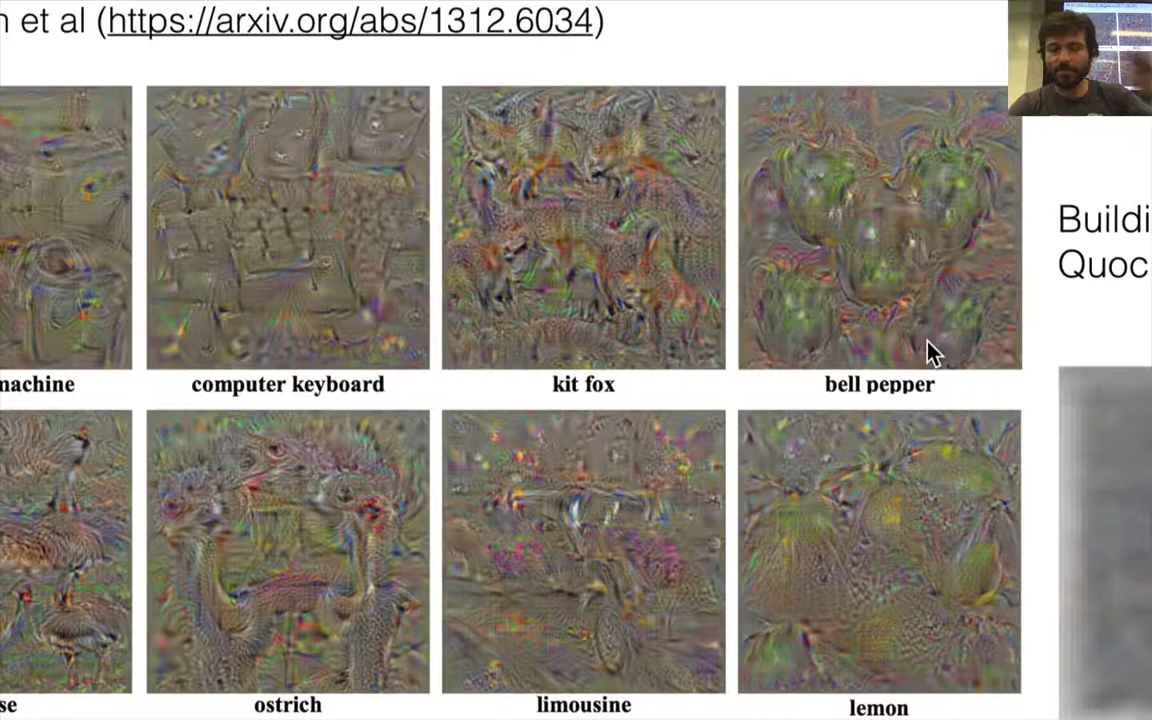 n et al (https://arxiv.org/abs/1312.6034)
machine
computer keyboard
kit fox
bell pepper
Buildi
Quoc
se
ostrich
limousine
lemon